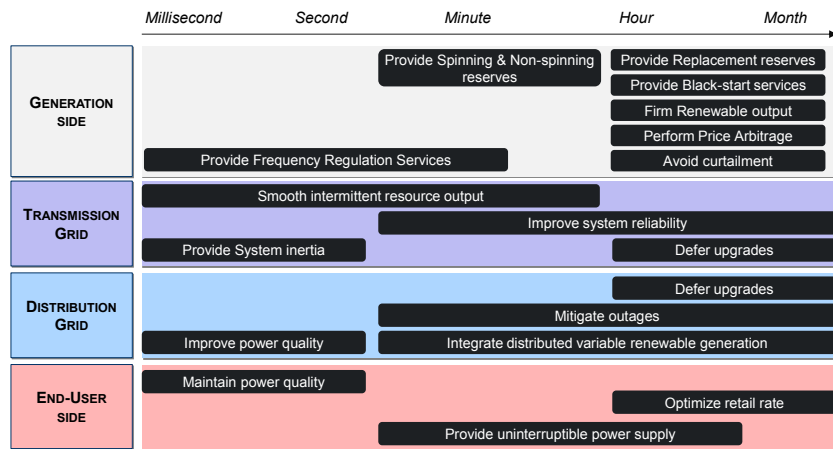 Millisecond Second Minute Hour Month
GENERATION
SIDE
Provide Spinning & Non-spinning
reserves
Provide Replacement reserves
Provide Black-start services
Firm Renewable output
Perform Price Arbitrage
Provide Frequency Regulation Services
Avoid curtailment
TRANSMISSION
GRID
Smooth intermittent resource output
Improve system reliability
Provide System inertia
Defer upgrades
DISTRIBUTION
GRID
Defer upgrades
Mitigate outages
Improve power quality
Integrate distributed variable renewable generation
END-USER
SIDE
Maintain power quality
Optimize retail rate
Provide uninterruptible power supply